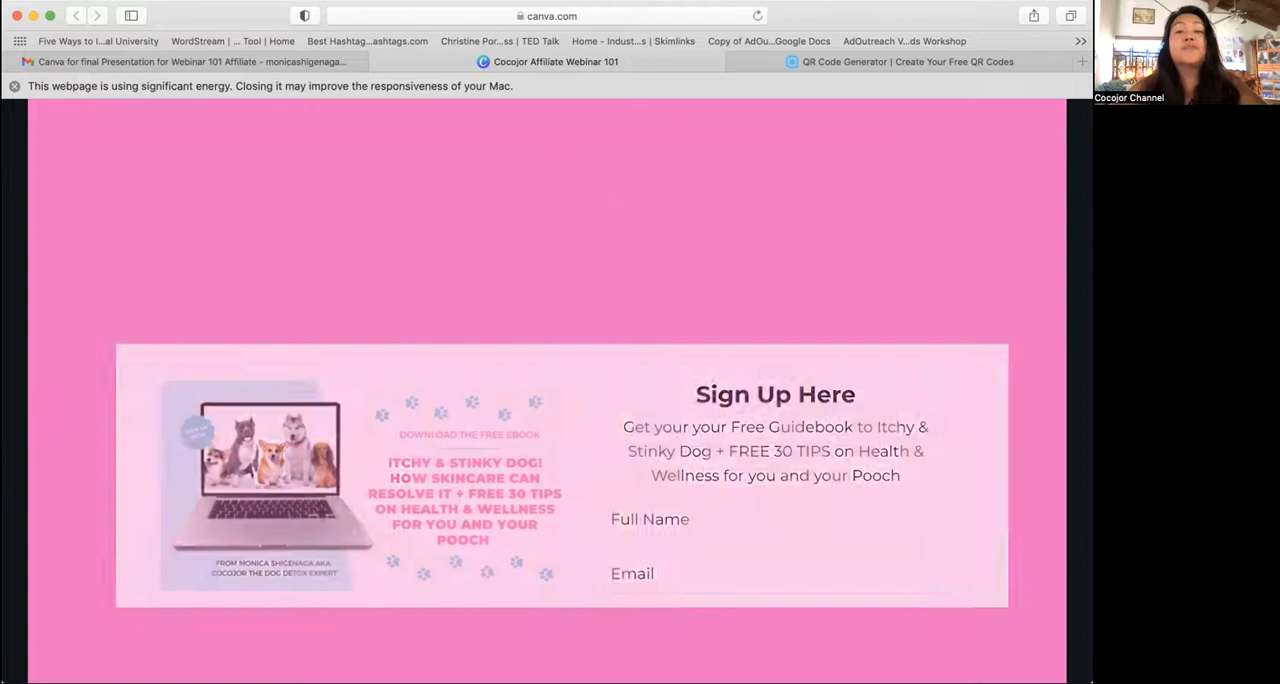 canva.com
Five Ways to I...al University
WordStream | ... Tool | Home
Best Hashtag...ashtags.com
Christine Por...ss | TED Talk
Home - Indust...s | Skimlinks
Copy of AdOu...Google Docs
AdOutreach V...ds Workshop
Canva for final Presentation for Webinar 101 Affiliate - monicashigenaga...
Cocojor Affiliate Webinar 101
QR Code Generator | Create Your Free QR Codes
This webpage is using significant energy. Closing it may improve the responsiveness of your Mac.
Cocojor Channel
DOWNLOAD THE FREE EBOOK
ITCHY & STINKY DOG!
HOW SKINCARE CAN
RESOLVE IT + FREE 30 TIPS
ON HEALTH & WELLNESS
FOR YOU AND YOUR
POOCH
FROM MONICA SHIGENAGA AKA
COCOJOR THE DOG DETOX EXPERT
Sign Up Here
Get your your Free Guidebook to Itchy &
Stinky Dog + FREE 30 TIPS on Health &
Wellness for you and your Pooch
Full Name
Email